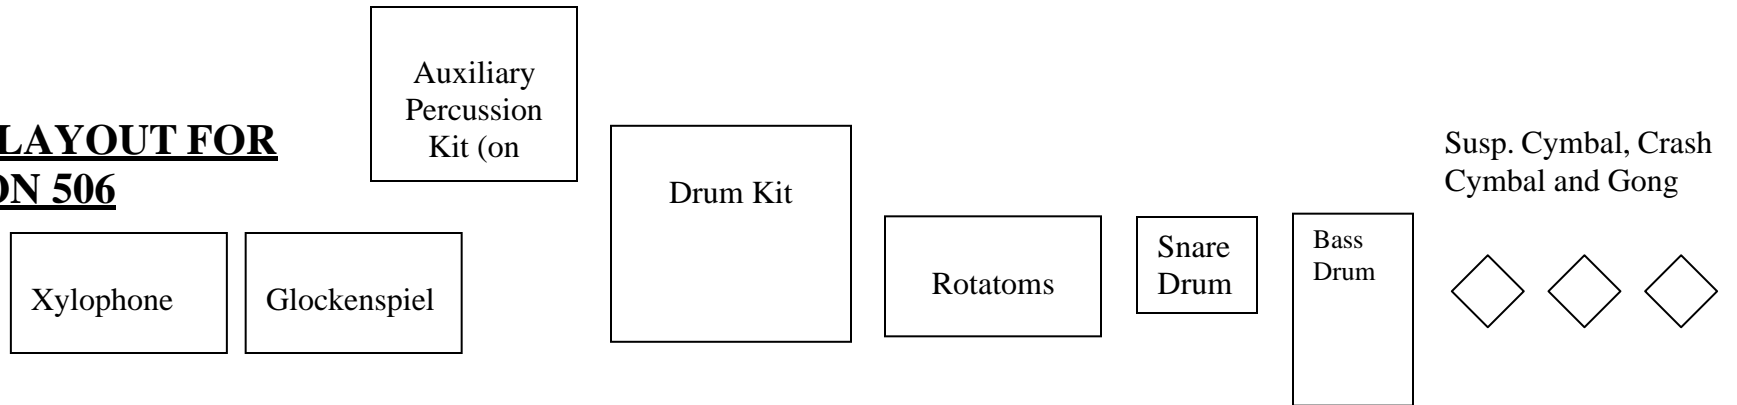 LAYOUT FOR
ON 506
Auxiliary
Percussion
Kit (on
Drum Kit
Susp. Cymbal, Crash
Cymbal and Gong
Xylophone
Glockenspiel
Rotatoms
Snare
Drum
Bass
Drum